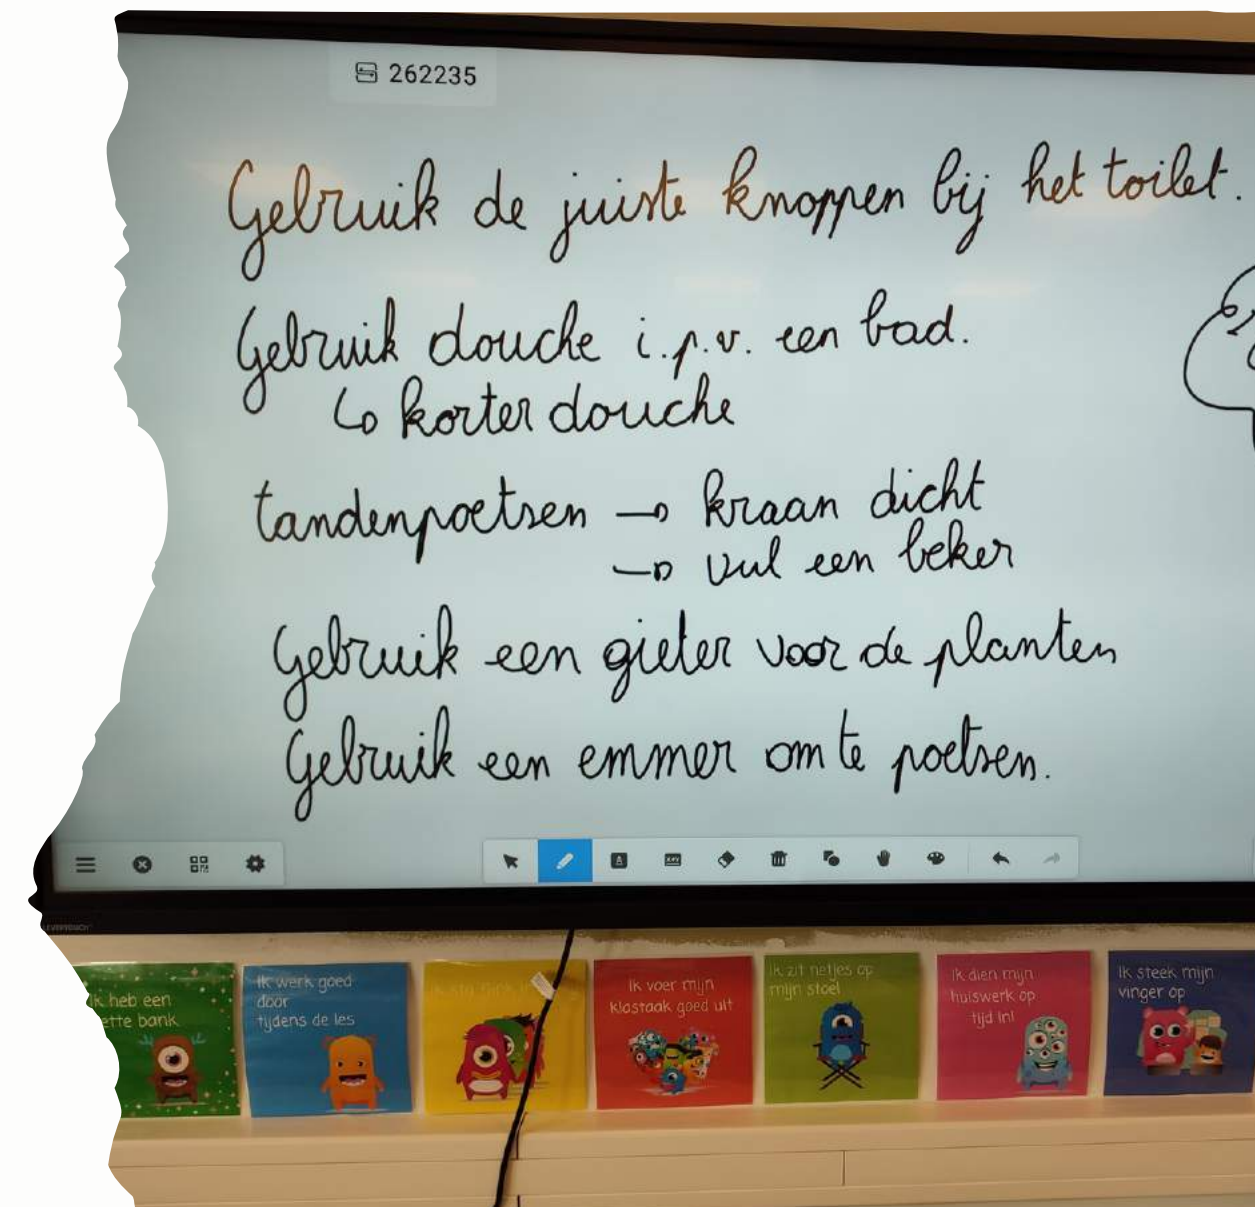 262235
Gebruik de juiste knoppen bij het toilet.
Gebruik douche i.p.v. een bad.
↳ korter douche
tandenpoetsen → kraan dicht
→ vul een beker
Gebruik een gieter voor de planten
Gebruik een emmer om te poetsen.
Ik heb een
nette bank
Ik werk goed
door
tijdens de les
Ik voer mijn
klastaak goed uit
Ik zit netjes op
mijn stoel
Ik dien mijn
huiswerk op
tijd in!
Ik steek mijn
vinger op